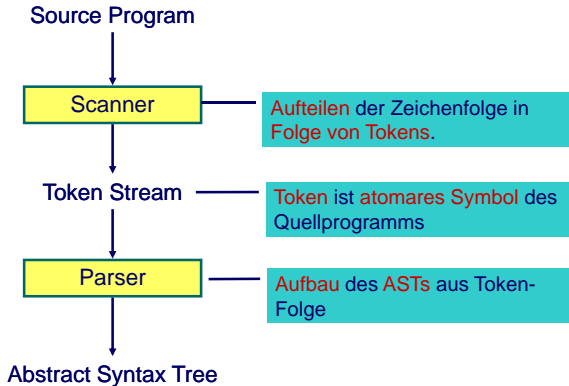 Source Program
Scanner
Aufteilen der Zeichenfolge in
Folge von Tokens.
Token Stream
Token ist atomares Symbol des
Quellprogramms
Parser
Aufbau des ASTs aus Token-
Folge
Abstract Syntax Tree